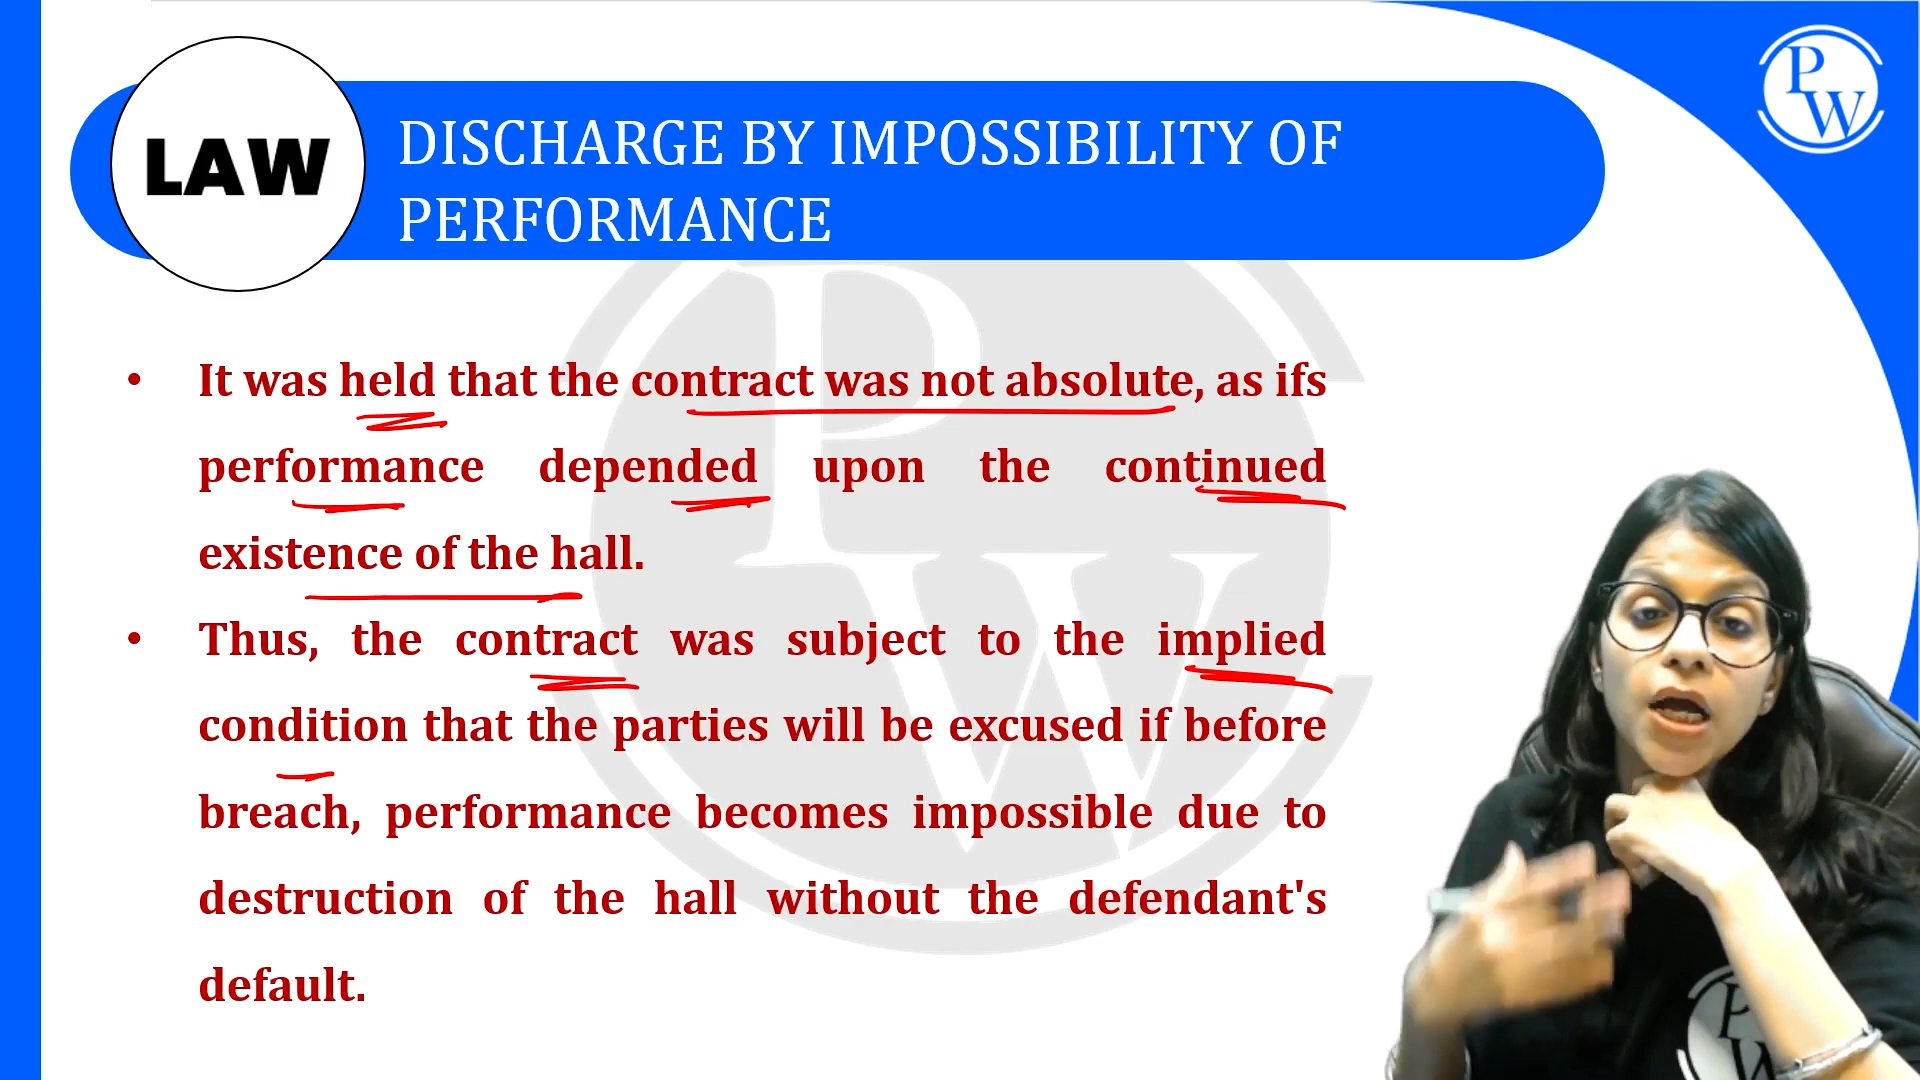 PW
LAW
DISCHARGE BY IMPOSSIBILITY OF
PERFORMANCE
• It was held that the contract was not absolute, as ifs
performance depended upon the continued
existence of the hall.
• Thus, the contract was subject to the implied
condition that the parties will be excused if before
breach, performance becomes impossible due to
destruction of the hall without the defendant's
default.
PW
PW